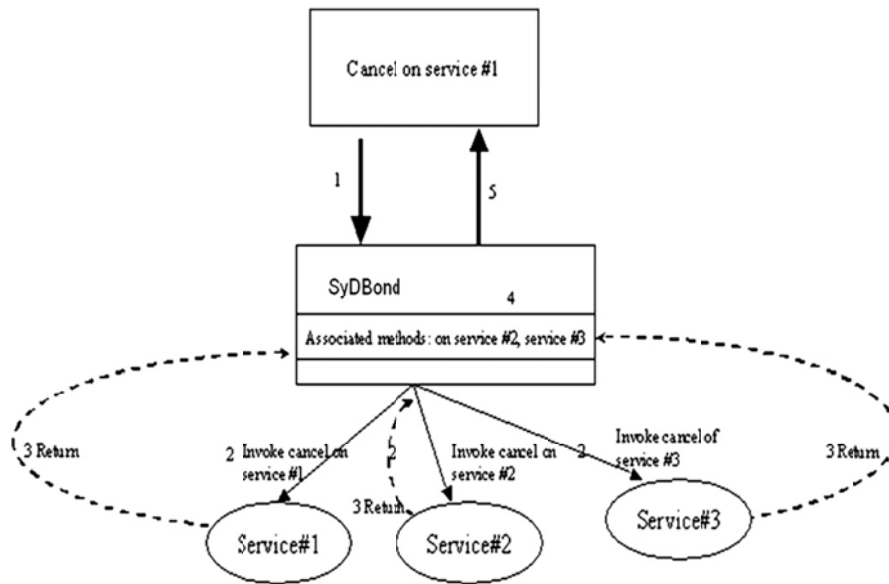 Cancel on service #1
1
5
SyDBond
4
Associated methods: on service #2, service #3
2 Invoke cancel on
service #1
2
Invoke cancel on
service #2
2
Invoke cancel of
service #3
3 Return
3 Return
3 Return
Service#1
Service#2
Service#3